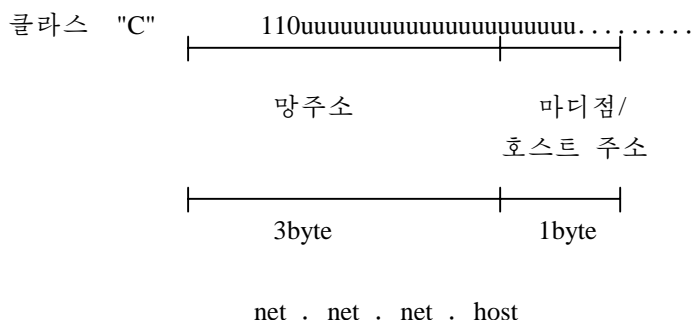 클라스 "C" 110uuuuuuuuuuuuuuuuuuuuu.........
망주소 마디점/
호스트 주소
3byte 1byte
net . net . net . host